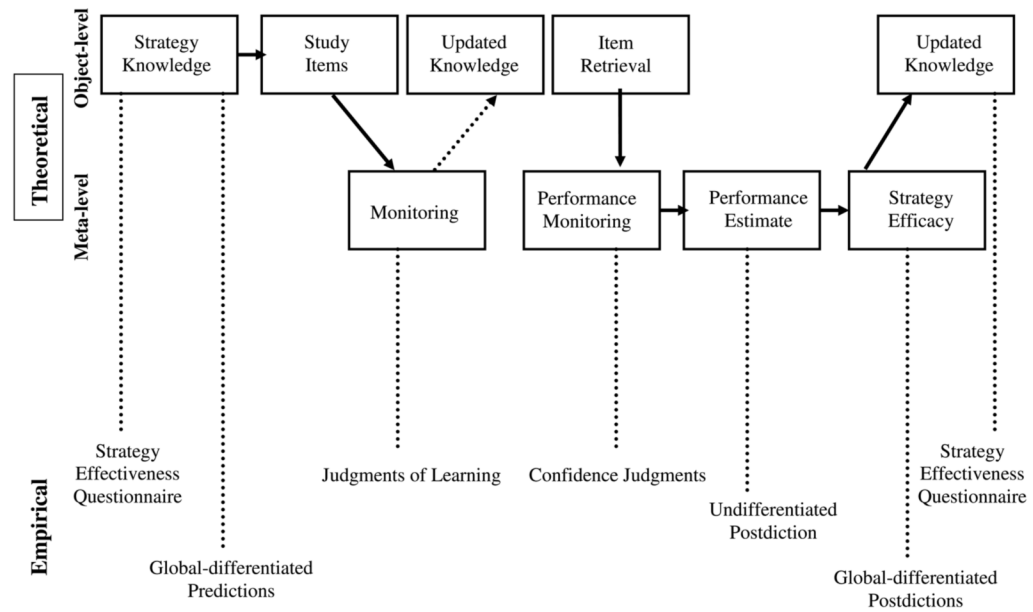 Theoretical
Object-level
Meta-level
Strategy
Knowledge
Study
Items
Updated
Knowledge
Item
Retrieval
Updated
Knowledge
Monitoring
Performance
Monitoring
Performance
Estimate
Strategy
Efficacy
Empirical
Strategy
Effectiveness
Questionnaire
Global-differentiated
Predictions
Judgments of Learning
Confidence Judgments
Undifferentiated
Postdiction
Global-differentiated
Postdictions
Strategy
Effectiveness
Questionnaire